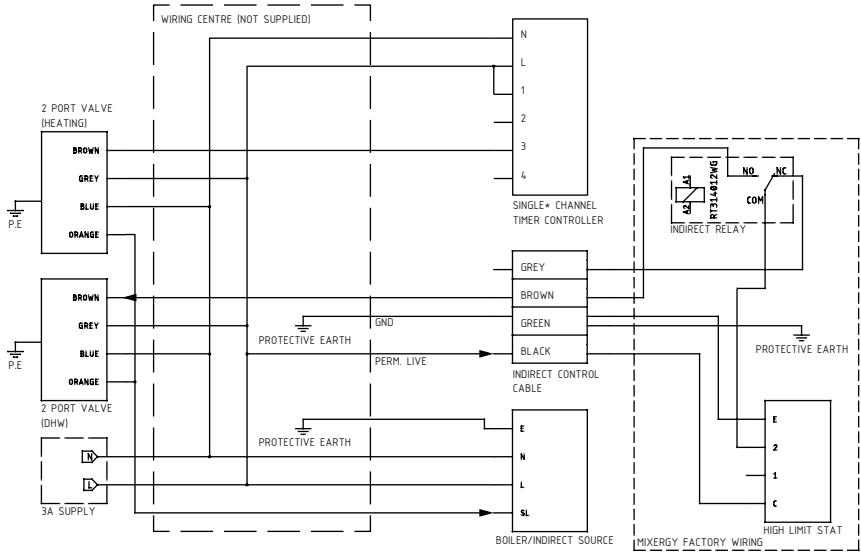 WIRING CENTRE (NOT SUPPLIED)
N
L
1
2
3
4
SINGLE* CHANNEL
TIMER CONTROLLER
2 PORT VALVE
(HEATING)
BROWN
GREY
BLUE
ORANGE
P.E
NO
NC
COM
A1
A2
RT314012WG
INDIRECT RELAY
GREY
BROWN
GREEN
BLACK
INDIRECT CONTROL
CABLE
BROWN
GREY
BLUE
ORANGE
P.E
2 PORT VALVE
(DHW)
GND
PROTECTIVE EARTH
PERM. LIVE
PROTECTIVE EARTH
PROTECTIVE EARTH
N
L
3A SUPPLY
E
N
L
SL
BOILER/INDIRECT SOURCE
E
2
1
C
HIGH LIMIT STAT
MIXERGY FACTORY WIRING